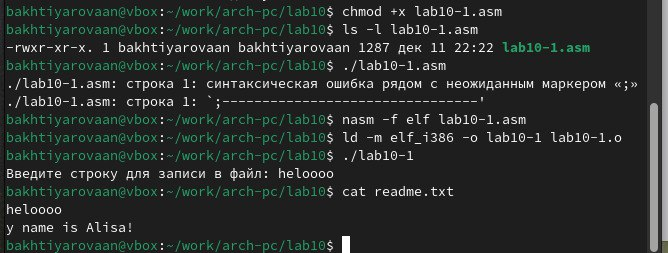 bakhtiyarovaan@vbox:~/work/arch-pc/lab10$ chmod +x lab10-1.asm
bakhtiyarovaan@vbox:~/work/arch-pc/lab10$ ls -l lab10-1.asm
-rwxr-xr-x. 1 bakhtiyarovaan bakhtiyarovaan 1287 дек 11 22:22 lab10-1.asm
bakhtiyarovaan@vbox:~/work/arch-pc/lab10$ ./lab10-1.asm
./lab10-1.asm: строка 1: синтаксическая ошибка рядом с неожиданным маркером «;»
./lab10-1.asm: строка 1: `;--------------------------------'
bakhtiyarovaan@vbox:~/work/arch-pc/lab10$ nasm -f elf lab10-1.asm
bakhtiyarovaan@vbox:~/work/arch-pc/lab10$ ld -m elf_i386 -o lab10-1 lab10-1.o
bakhtiyarovaan@vbox:~/work/arch-pc/lab10$ ./lab10-1
Введите строку для записи в файл: heloooo
bakhtiyarovaan@vbox:~/work/arch-pc/lab10$ cat readme.txt
heloooo
y name is Alisa!
bakhtiyarovaan@vbox:~/work/arch-pc/lab10$